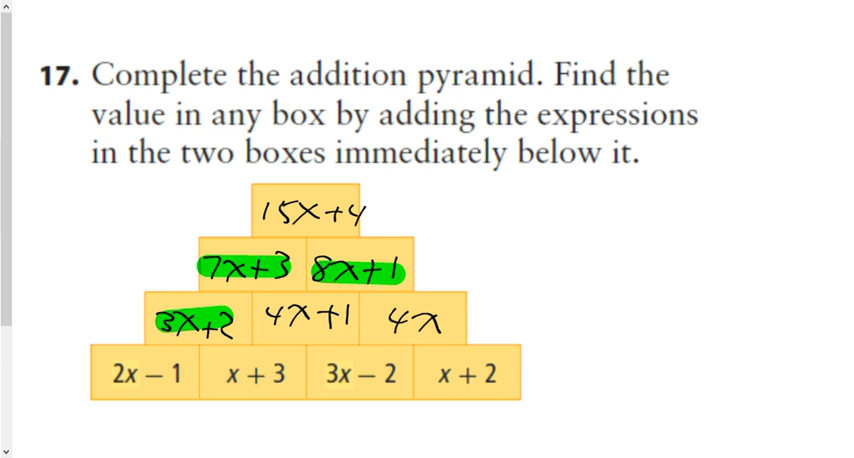 17. Complete the addition pyramid. Find the
value in any box by adding the expressions
in the two boxes immediately below it.
15x+4
7x+3 8x+1
3x+2 4x+1 4x
2x – 1 x + 3 3x – 2 x + 2